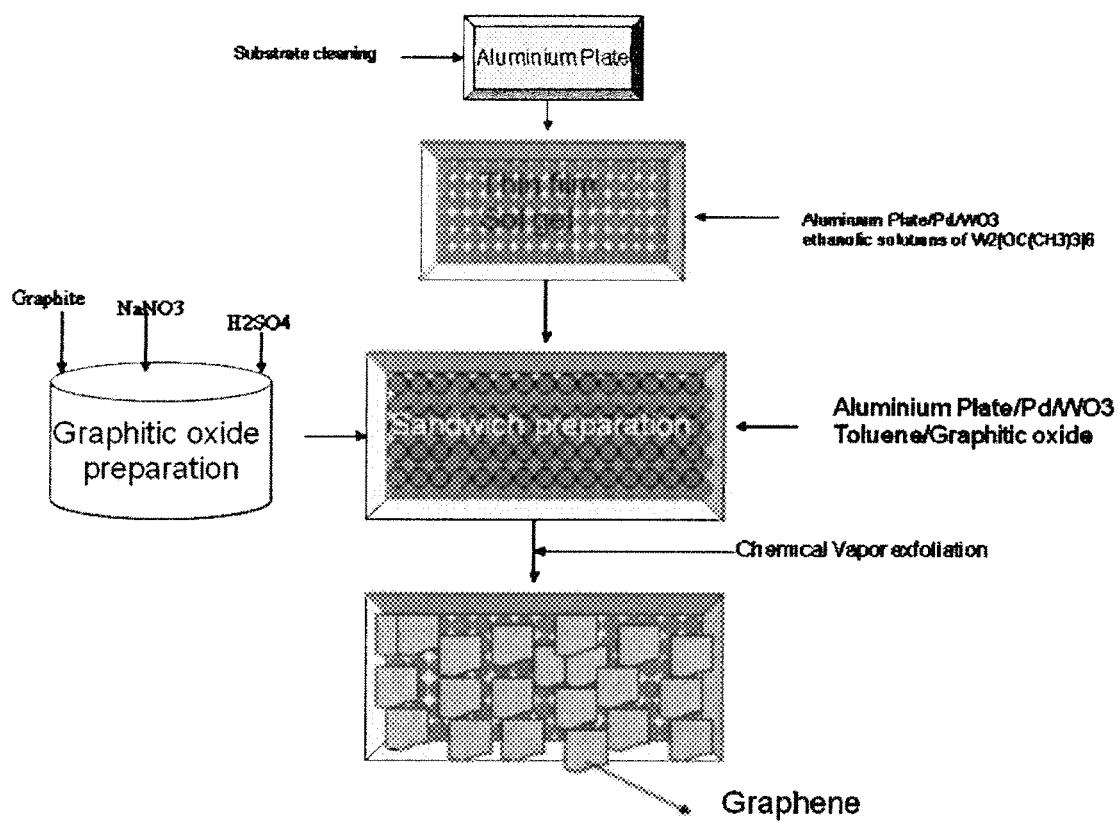 Substrate cleaning
Aluminium Plate
Thin film
Sol gel
Aluminum Plate/Pd/WO3
ethanolic solutions of W2[OC(CH3)3]6
Graphite
NaNO3
H2SO4
Graphitic oxide
preparation
Sandwich preparation
Aluminium Plate/Pd/WO3
Toluene/Graphitic oxide
Chemical Vapor exfoliation
Graphene